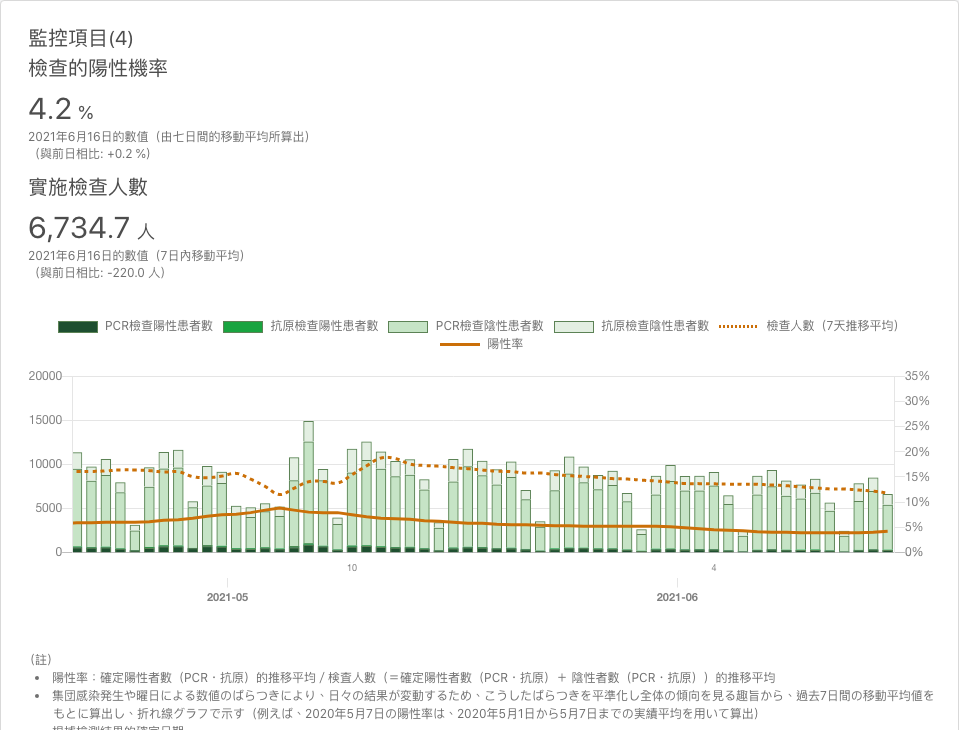 監控項目(4)
檢查的陽性機率
4.2 %
2021年6月16日的數值（由七日間的移動平均所算出）
（與前日相比: +0.2 %)
實施檢查人數
6,734.7 人
2021年6月16日的數值（7日內移動平均）
（與前日相比: -220.0 人）
PCR檢查陽性患者數 抗原檢查陽性患者數 PCR檢查陰性患者數 抗原檢查陰性患者數 檢查人數（7天推移平均）
陽性率
20000 35%
30%
15000 25%
20%
10000 15%
10%
5000 5%
0 0%
10 4
2021-05 2021-06
（註）
陽性率：確定陽性者數（PCR・抗原）的推移平均 / 検査人數（＝確定陽性者數（PCR・抗原）＋ 陰性者數（PCR・抗原））的推移平均
集団感染発生や曜日による数値のばらつきにより、日々の結果が変動するため、こうしたばらつきを平準化し全体の傾向を見る趣旨から、過去7日間の移動平均値を
もとに算出し、折れ線グラフで示す（例えば、2020年5月7日の陽性率は、2020年5月1日から5月7日までの実績平均を用いて算出）